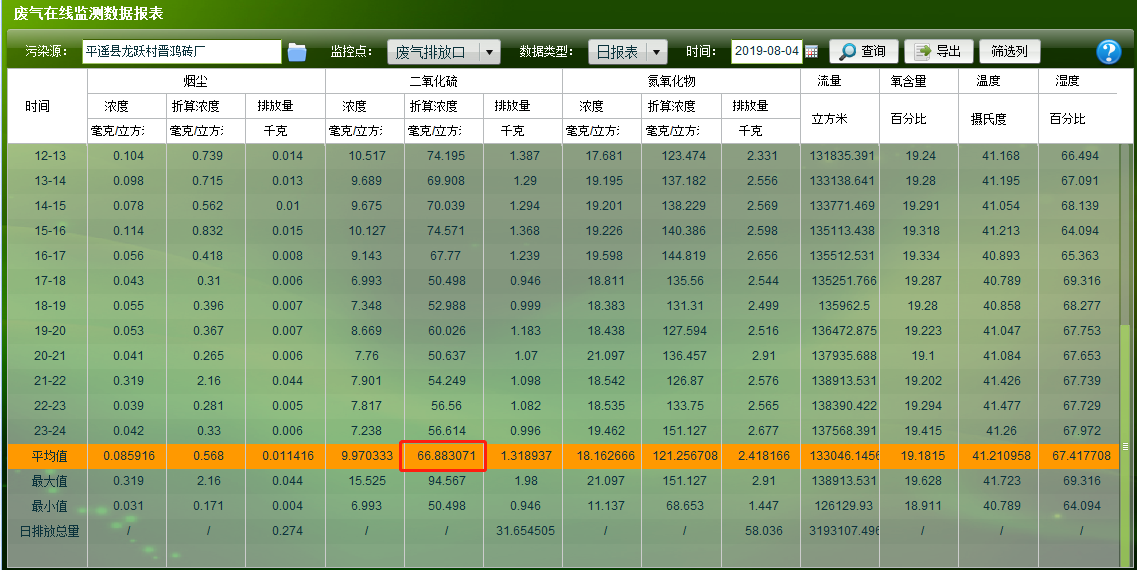 废气在线监测数据报表
污染源： 平遥县龙跃村晋鸿砖厂 监控点： 废气排放口 数据类型： 日报表 时间： 2019-08-04 查询 导出 筛选列 ?
时间 烟尘 二氧化硫 氮氧化物 流量 氧含量 温度 湿度
浓度 折算浓度 排放量 浓度 折算浓度 排放量 浓度 折算浓度 排放量 立方米 百分比 摄氏度 百分比
毫克/立方 毫克/立方 千克 毫克/立方 毫克/立方 千克 毫克/立方 毫克/立方 千克
12-13 0.104 0.739 0.014 10.517 74.195 1.387 17.681 123.474 2.331 131835.391 19.24 41.168 66.494
13-14 0.098 0.715 0.013 9.689 69.908 1.29 19.195 137.182 2.556 133138.641 19.28 41.195 67.091
14-15 0.078 0.562 0.01 9.675 70.039 1.294 19.201 138.229 2.569 133771.469 19.291 41.054 68.139
15-16 0.114 0.832 0.015 10.127 74.571 1.368 19.226 140.386 2.598 135113.438 19.318 41.213 64.094
16-17 0.056 0.418 0.008 9.143 67.77 1.239 19.598 144.819 2.656 135512.531 19.334 40.893 65.363
17-18 0.043 0.31 0.006 6.993 50.498 0.946 18.811 135.56 2.544 135251.766 19.287 40.789 69.316
18-19 0.055 0.396 0.007 7.348 52.988 0.999 18.383 131.31 2.499 135962.5 19.28 40.858 68.277
19-20 0.053 0.367 0.007 8.669 60.026 1.183 18.438 127.594 2.516 136472.875 19.223 41.047 67.753
20-21 0.041 0.265 0.006 7.76 50.637 1.07 21.097 136.457 2.91 137935.688 19.1 41.084 67.653
21-22 0.319 2.16 0.044 7.901 54.249 1.098 18.542 126.87 2.576 138913.531 19.202 41.426 67.739
22-23 0.039 0.281 0.005 7.817 56.56 1.082 18.535 133.75 2.565 138390.422 19.294 41.477 67.729
23-24 0.042 0.33 0.006 7.238 56.614 0.996 19.462 151.127 2.677 137568.391 19.415 41.26 67.972
平均值 0.085916 0.568 0.011416 9.970333 66.883071 1.318937 18.162666 121.256708 2.418166 133046.1456 19.1815 41.210958 67.417708
最大值 0.319 2.16 0.044 15.525 94.567 1.98 21.097 151.127 2.91 138913.531 19.628 41.723 69.316
最小值 0.031 0.171 0.004 6.993 50.498 0.946 11.137 68.653 1.447 126129.93 18.911 40.789 64.094
日排放总量 / / 0.274 / / 31.654505 / / 58.036 3193107.496 / / /